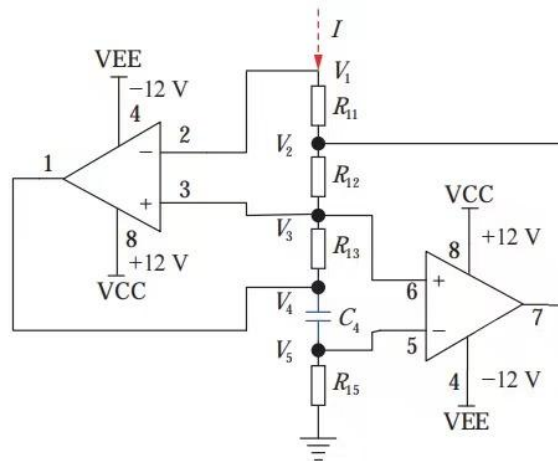 I
VEE
V1
−12 V
4
R11
2
1
−
V2
3
R12
+
V3
8
+12 V
VCC
R13
VCC
8
+12 V
6
+
V4
C4
−
5
7
V5
R15
4
−12 V
VEE